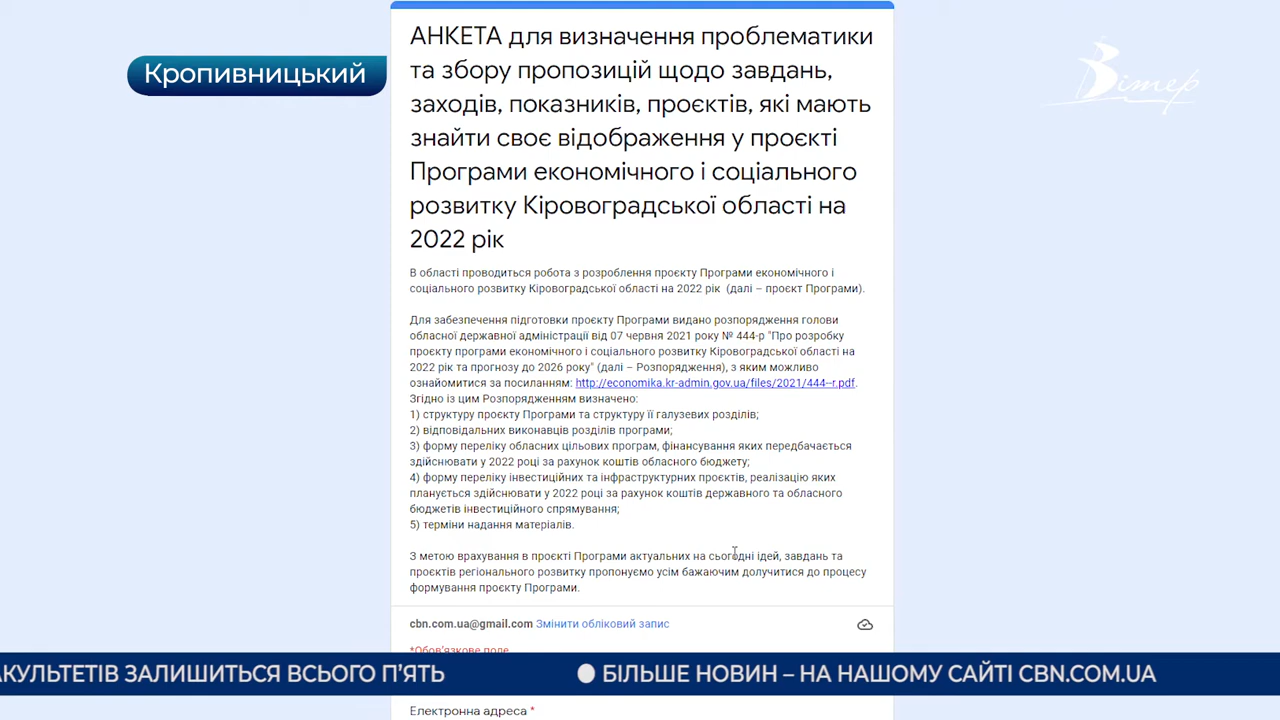 Кропивницький
Вітер
АНКЕТА для визначення проблематики
та збору пропозицій щодо завдань,
заходів, показників, проєктів, які мають
знайти своє відображення у проєкті
Програми економічного і соціального
розвитку Кіровоградської області на
2022 рік
В області проводиться робота з розроблення проєкту Програми економічного і
соціального розвитку Кіровоградської області на 2022 рік (далі – проєкт Програми).
Для забезпечення підготовки проєкту Програми видано розпорядження голови
обласної державної адміністрації від 07 червня 2021 року № 444-р "Про розробку
проєкту програми економічного і соціального розвитку Кіровоградської області на
2022 рік та прогнозу до 2026 року" (далі – Розпорядження), з яким можливо
ознайомитися за посиланням: http://economika.kr-admin.gov.ua/files/2021/444--r.pdf.
Згідно із цим Розпорядженням визначено:
1) структуру проєкту Програми та структуру її галузевих розділів;
2) відповідальних виконавців розділів програми;
3) форму переліку обласних цільових програм, фінансування яких передбачається
здійснювати у 2022 році за рахунок коштів обласного бюджету;
4) форму переліку інвестиційних та інфраструктурних проєктів, реалізацію яких
планується здійснювати у 2022 році за рахунок коштів державного та обласного
бюджетів інвестиційного спрямування;
5) терміни надання матеріалів.
З метою врахування в проєкті Програми актуальних на сьогодні ідей, завдань та
проєктів регіонального розвитку пропонуємо усім бажаючим долучитися до процесу
формування проєкту Програми.
cbn.com.ua@gmail.com Змінити обліковий запис
*Обов'язкове поле
АКУЛЬТЕТІВ ЗАЛИШИТЬСЯ ВСЬОГО П'ЯТЬ
БІЛЬШЕ НОВИН – НА НАШОМУ САЙТІ CBN.COM.UA
Електронна адреса *